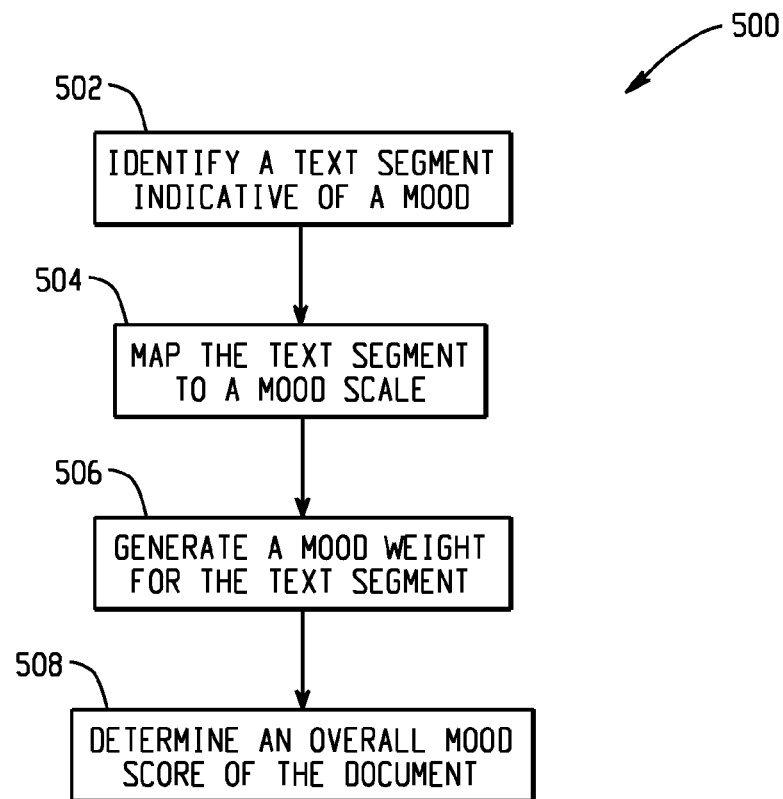 500
502
IDENTIFY A TEXT SEGMENT
INDICATIVE OF A MOOD
504
MAP THE TEXT SEGMENT
TO A MOOD SCALE
506
GENERATE A MOOD WEIGHT
FOR THE TEXT SEGMENT
508
DETERMINE AN OVERALL MOOD
SCORE OF THE DOCUMENT